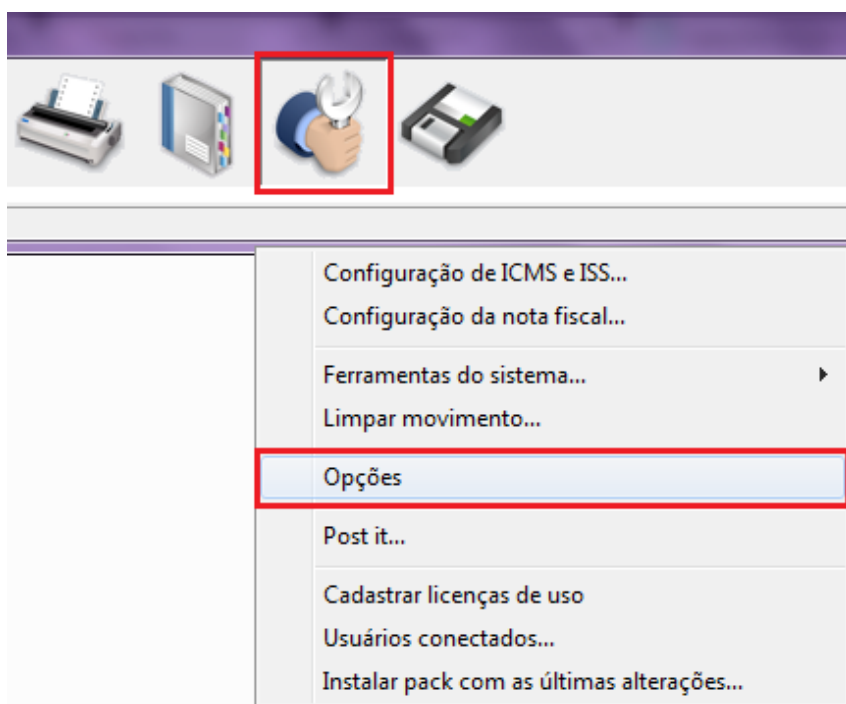 Configuração de ICMS e ISS...
Configuração da nota fiscal...
Ferramentas do sistema...
Limpar movimento...
Opções
Post it...
Cadastrar licenças de uso
Usuários conectados...
Instalar pack com as últimas alterações...